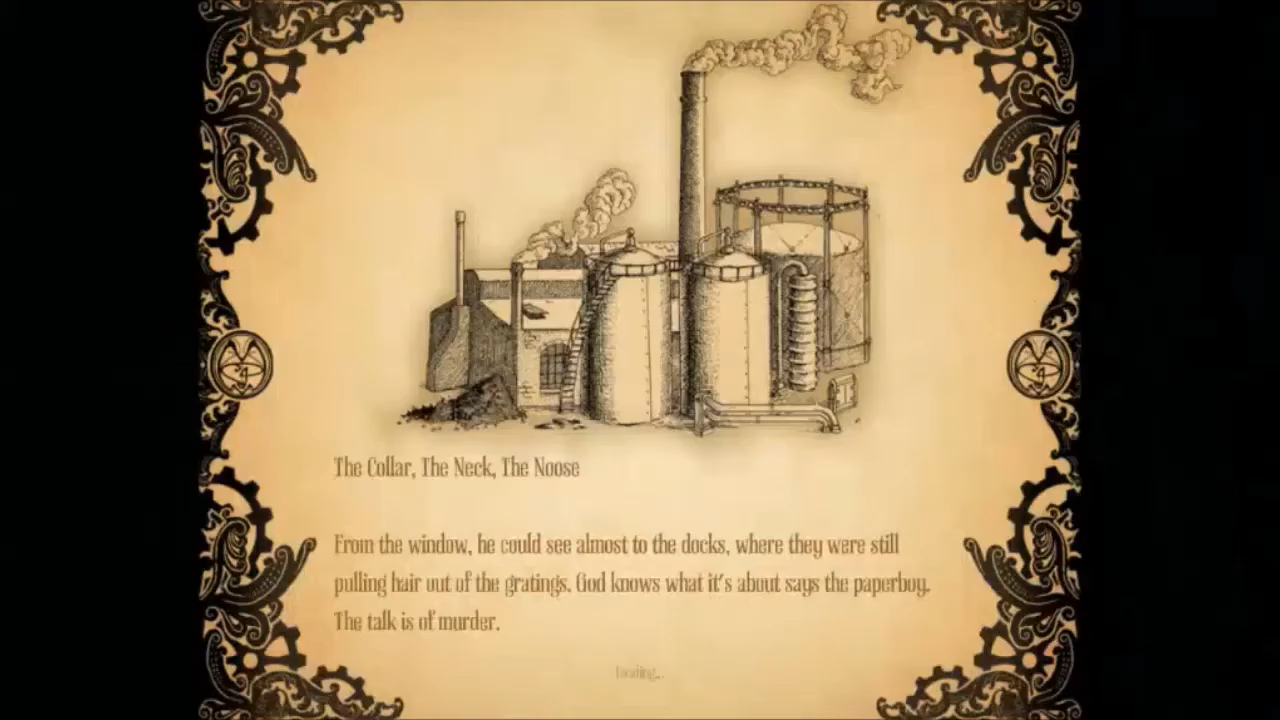 The Collar, The Neck, The Noose
From the window, he could see almost to the docks, where they were still
pulling hair out of the gratings. God knows what it's about says the paperboy.
The talk is of murder.
Loading...